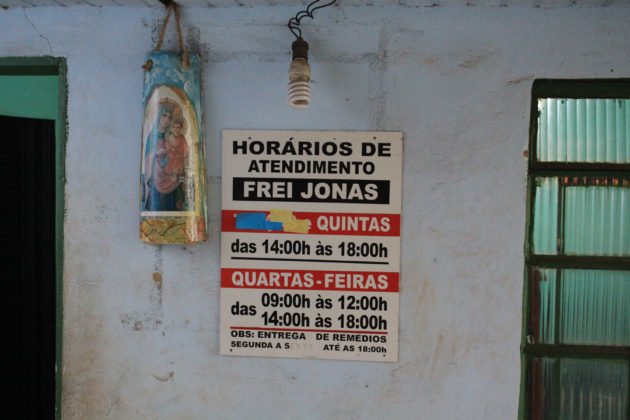 HORÁRIOS DE
ATENDIMENTO
FREI JONAS
QUINTAS
das 14:00h às 18:00h
QUARTAS-FEIRAS
das 09:00h às 12:00h
14:00h às 18:00h
OBS: ENTREGA DE REMÉDIOS
SEGUNDA A SEXTA ATÉ AS 18:00h